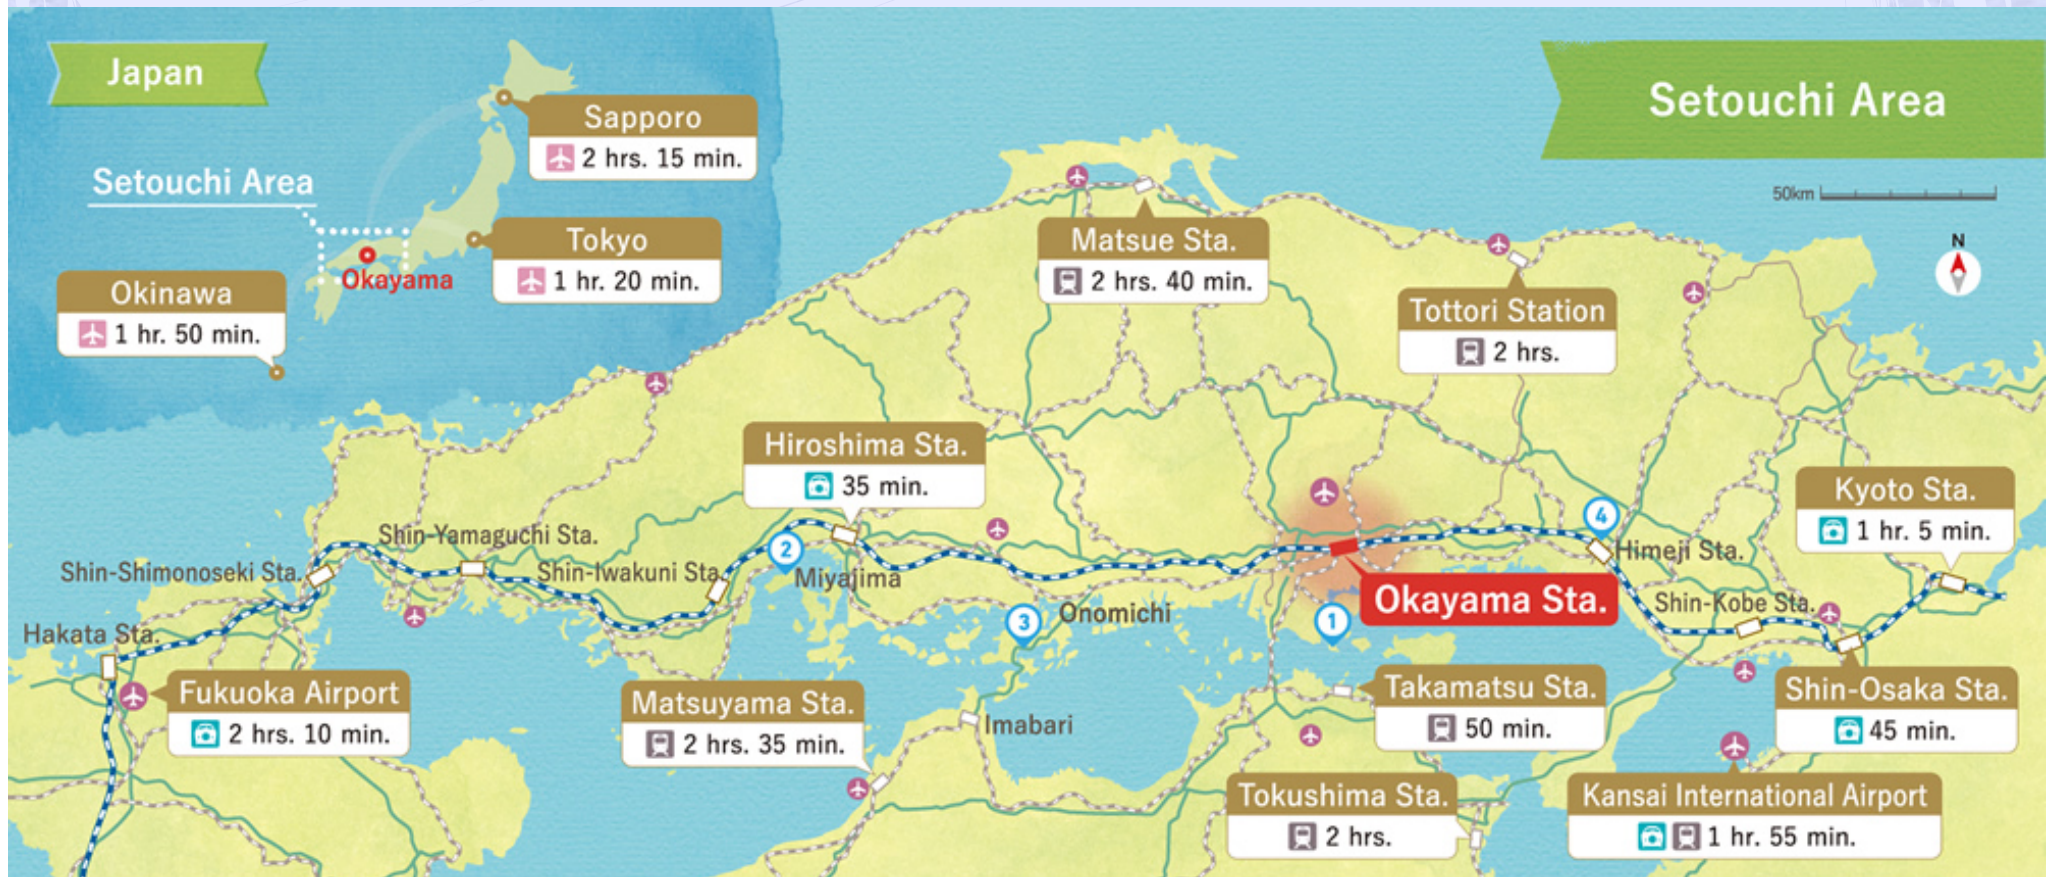 Japan
Setouchi Area
Sapporo
2 hrs. 15 min.
Setouchi Area
50km
Tokyo
1 hr. 20 min.
Okayama
Okinawa
1 hr. 50 min.
N
Matsue Sta.
2 hrs. 40 min.
Tottori Station
2 hrs.
Hiroshima Sta.
35 min.
Kyoto Sta.
1 hr. 5 min.
4
Shin-Yamaguchi Sta.
2
Himeji Sta.
Shin-Shimonoseki Sta.
Shin-Iwakuni Sta.
Miyajima
Okayama Sta.
Shin-Kobe Sta.
Onomichi
3
1
Hakata Sta.
Fukuoka Airport
2 hrs. 10 min.
Matsuyama Sta.
2 hrs. 35 min.
Imabari
Takamatsu Sta.
50 min.
Shin-Osaka Sta.
45 min.
Tokushima Sta.
2 hrs.
Kansai International Airport
1 hr. 55 min.